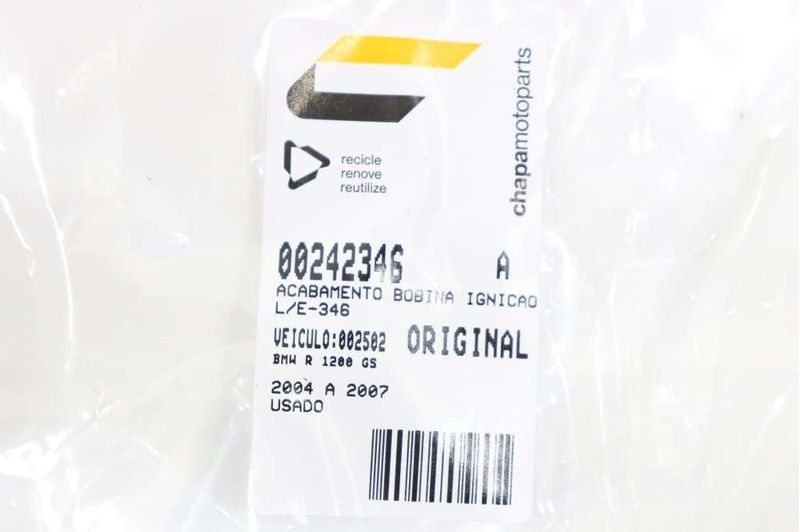 chapamotoparts
recicle
renove
reutilize
00242346 A
ACABAMENTO BOBINA IGNICAO
L/E-346
VEICULO:002502 ORIGINAL
BMW R 1200 GS
2004 A 2007
USADO